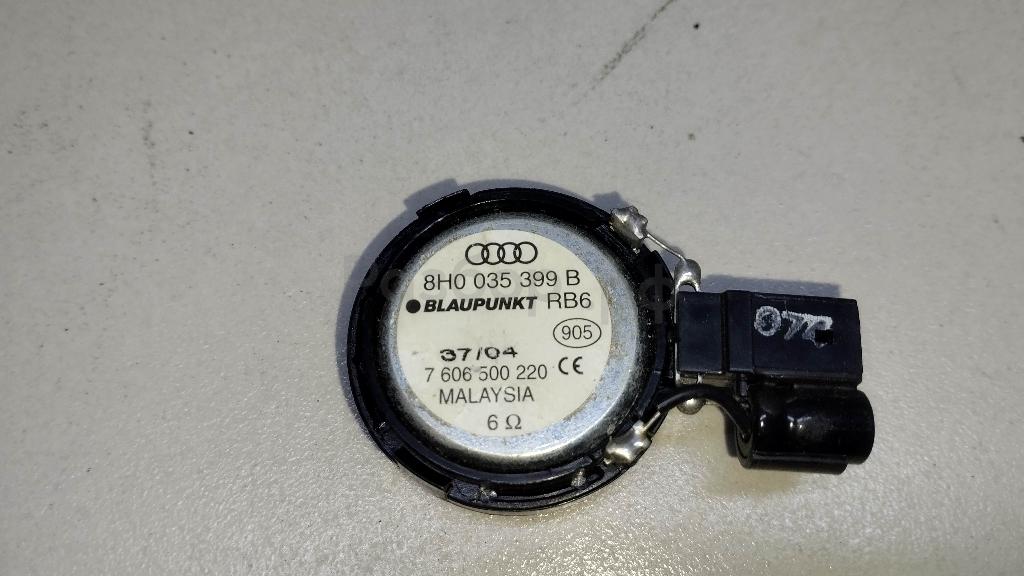 8H0 035 399 B
BLAUPUNKT RB6
905
37/04
7 606 500 220 CE
MALAYSIA
6 Ω